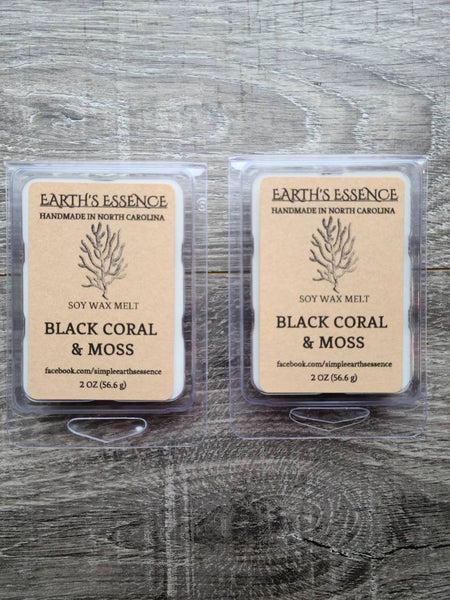 EARTH'S ESSENCE
HANDMADE IN NORTH CAROLINA
SOY WAX MELT
BLACK CORAL
& MOSS
facebook.com/simpleearthsessence
2 OZ (56.6 g)
EARTH'S ESSENCE
HANDMADE IN NORTH CAROLINA
SOY WAX MELT
BLACK CORAL
& MOSS
facebook.com/simpleearthsessence
2 OZ (56.6 g)